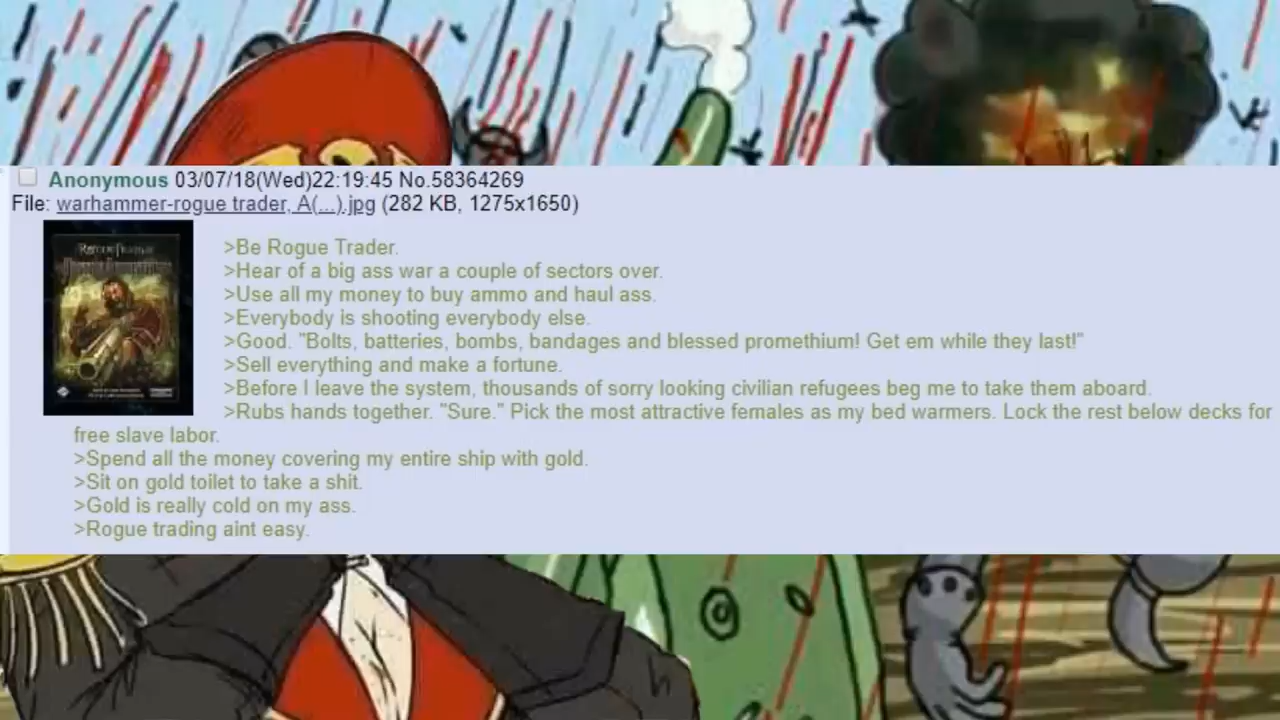 Anonymous 03/07/18(Wed)22:19:45 No.58364269
File: warhammer-rogue trader, A(...).jpg (282 KB, 1275x1650)
>Be Rogue Trader.
>Hear of a big ass war a couple of sectors over.
>Use all my money to buy ammo and haul ass.
>Everybody is shooting everybody else.
>Good. "Bolts, batteries, bombs, bandages and blessed promethium! Get em while they last!"
>Sell everything and make a fortune.
>Before I leave the system, thousands of sorry looking civilian refugees beg me to take them aboard.
>Rubs hands together. "Sure." Pick the most attractive females as my bed warmers. Lock the rest below decks for
free slave labor.
>Spend all the money covering my entire ship with gold.
>Sit on gold toilet to take a shit.
>Gold is really cold on my ass.
>Rogue trading aint easy.